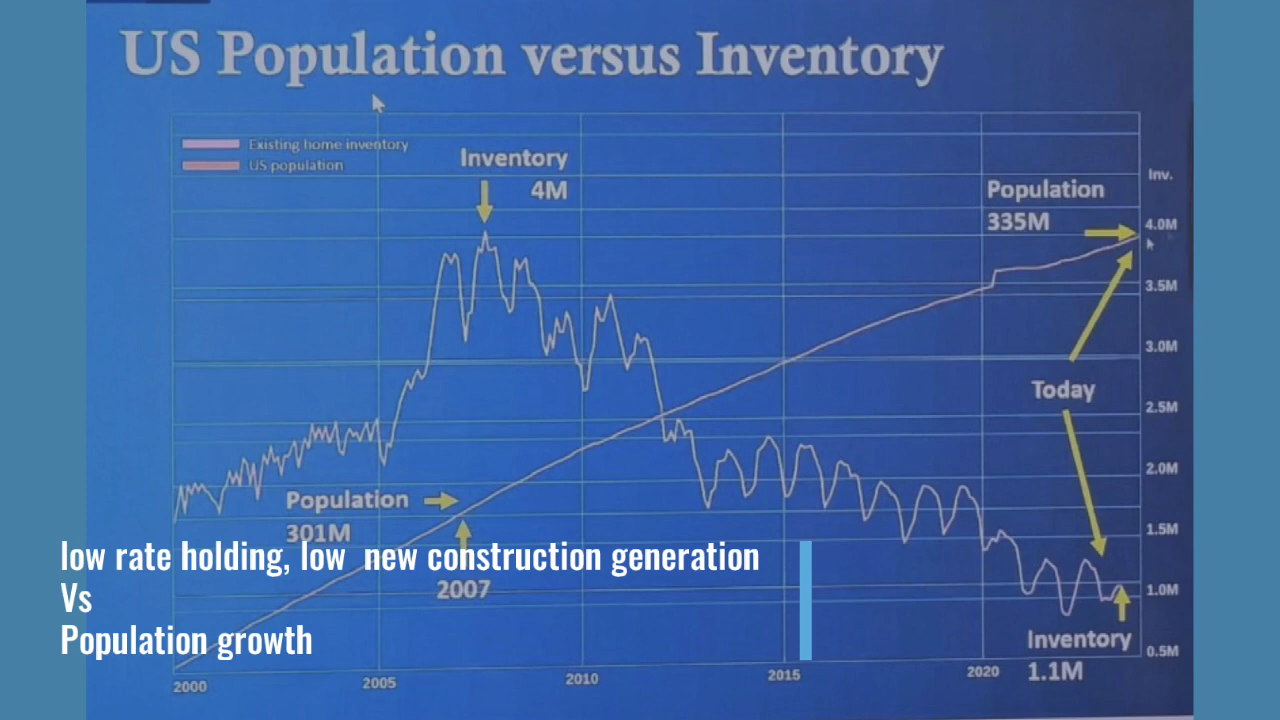 US Population versus Inventory
Existing home inventory
US population
Inventory
4M
Population
335M
Inv.
4.0M
3.5M
3.0M
2.5M
2.0M
1.5M
1.0M
0.5M
Today
Population
301M
2007
low rate holding, low new construction generation
Vs
Population growth
Inventory
1.1M
2000
2005
2010
2015
2020